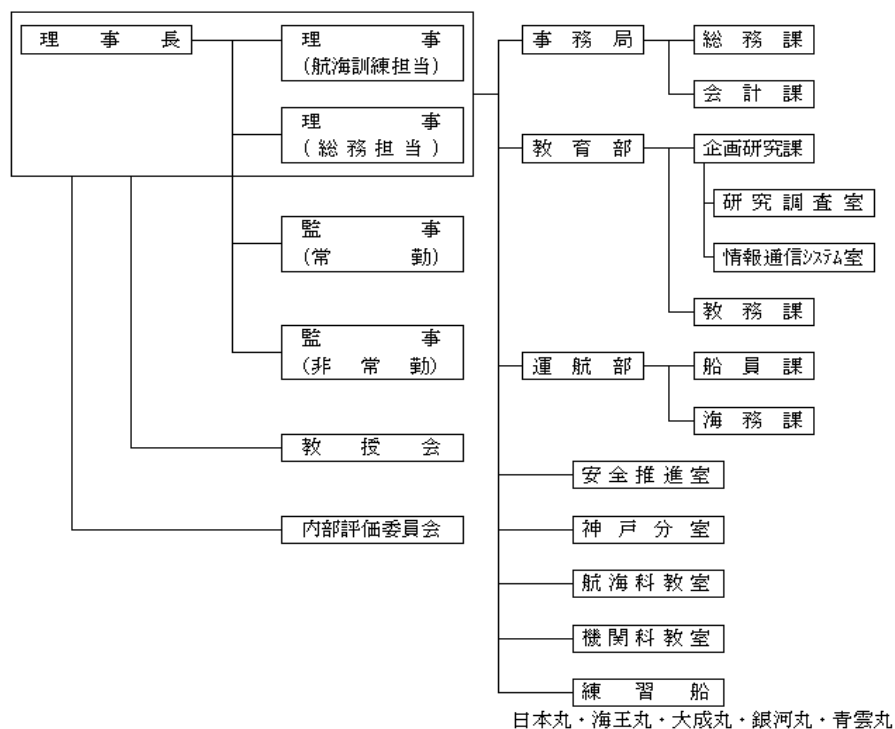 理事長
理事
(航海訓練担当)
理事
(総務担当)
監事
(常勤)
監事
(非常勤)
教授会
内部評価委員会
事務局
総務課
会計課
教育部
企画研究課
研究調査室
情報通信システム室
教務課
運航部
船員課
海務課
安全推進室
神戸分室
航海科教室
機関科教室
練習船
日本丸・海王丸・大成丸・銀河丸・青雲丸